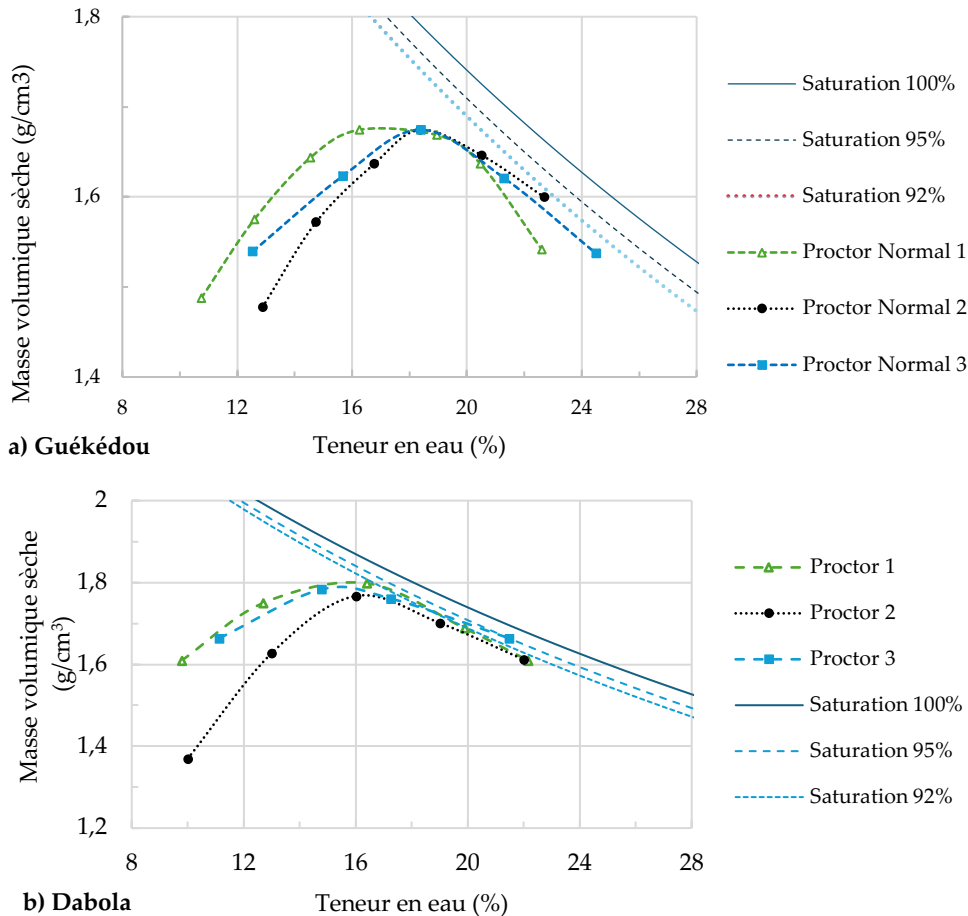 1,8
1,6
1,4
8 12 16 20 24 28
Masse volumique sèche (g/cm3)
Teneur en eau (%)
a) Guékédou
Saturation 100%
Saturation 95%
Saturation 92%
Proctor Normal 1
Proctor Normal 2
Proctor Normal 3
2
1,8
1,6
1,4
1,2
8 12 16 20 24 28
Masse volumique sèche
(g/cm³)
Teneur en eau (%)
b) Dabola
Proctor 1
Proctor 2
Proctor 3
Saturation 100%
Saturation 95%
Saturation 92%